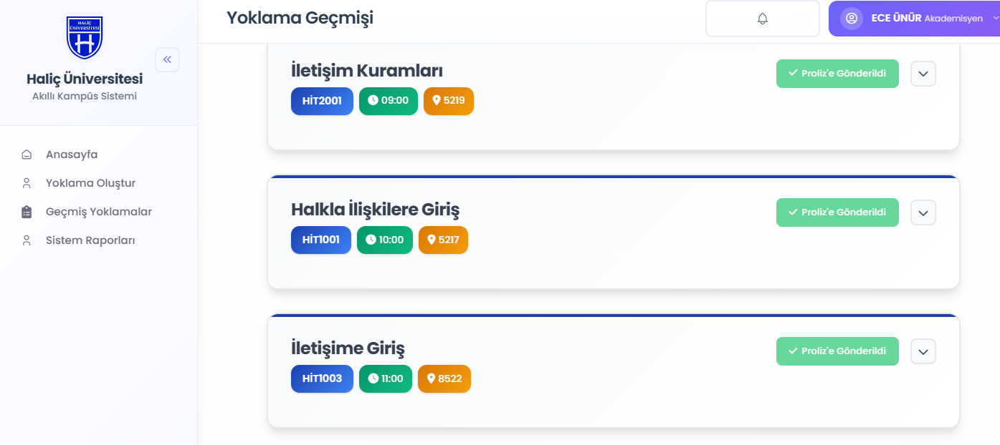 HALİÇ
ÜNİVERSİTESİ
Haliç Üniversitesi
Akıllı Kampüs Sistemi
Anasayfa
Yoklama Oluştur
Geçmiş Yoklamalar
Sistem Raporları
Yoklama Geçmişi
ECE ÜNÜR Akademisyen
İletişim Kuramları
Proliz'e Gönderildi
HİT2001 09:00 5219
Halkla İlişkilere Giriş
Proliz'e Gönderildi
HİT1001 10:00 5217
İletişime Giriş
Proliz'e Gönderildi
HİT1003 11:00 8522